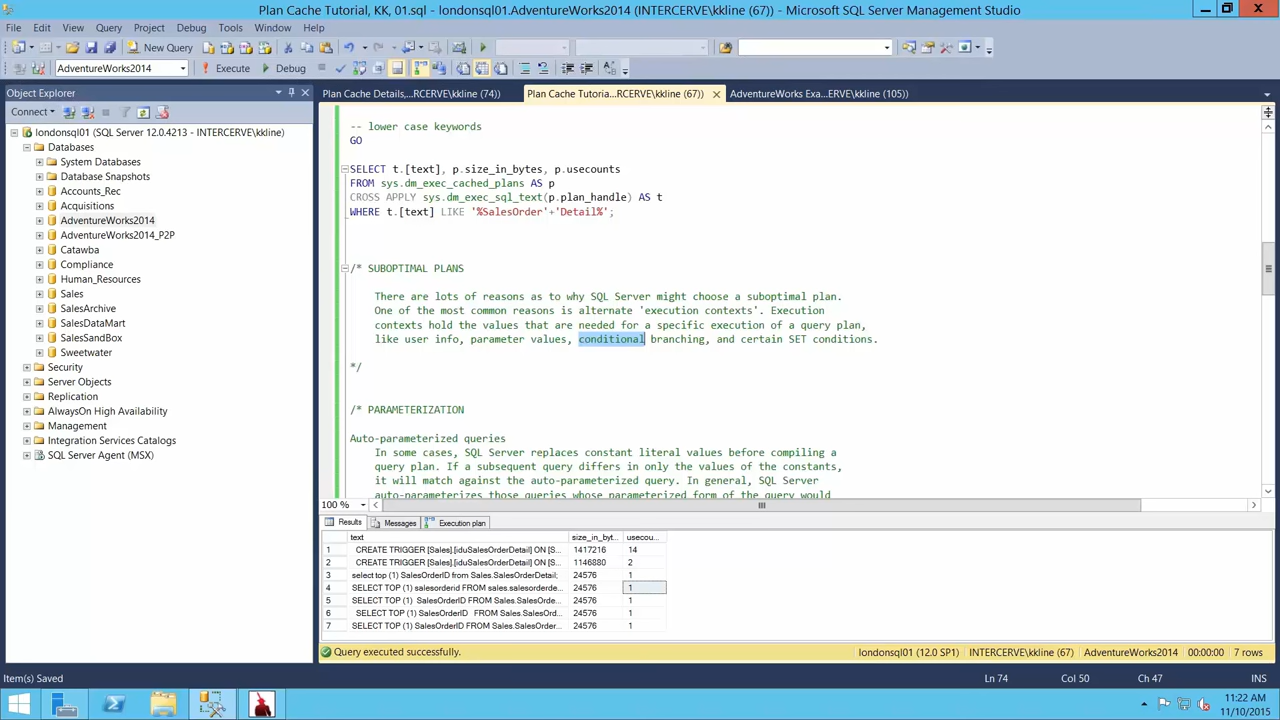 Plan Cache Tutorial, KK, 01.sql - londonsql01.AdventureWorks2014 (INTERCERVE\kkline (67)) - Microsoft SQL Server Management Studio
File Edit View Query Project Debug Tools Window Help
New Query
AdventureWorks2014 Execute Debug
Object Explorer
Connect
londonsql01 (SQL Server 12.0.4213 - INTERCERVE\kkline)
Databases
System Databases
Database Snapshots
Accounts_Rec
Acquisitions
AdventureWorks2014
AdventureWorks2014_P2P
Catawba
Compliance
Human_Resources
Sales
SalesArchive
SalesDataMart
SalesSandBox
Sweetwater
Security
Server Objects
Replication
AlwaysOn High Availability
Management
Integration Services Catalogs
SQL Server Agent (MSX)
Plan Cache Details,...RCERVE\kkline (74)) Plan Cache Tutoria...RCERVE\kkline (67)) AdventureWorks Exa...ERVE\kkline (105))
-- lower case keywords
GO
SELECT t.[text], p.size_in_bytes, p.usecounts
FROM sys.dm_exec_cached_plans AS p
CROSS APPLY sys.dm_exec_sql_text(p.plan_handle) AS t
WHERE t.[text] LIKE '%SalesOrder'+'Detail%';
/* SUBOPTIMAL PLANS
There are lots of reasons as to why SQL Server might choose a suboptimal plan.
One of the most common reasons is alternate 'execution contexts'. Execution
contexts hold the values that are needed for a specific execution of a query plan,
like user info, parameter values, conditional branching, and certain SET conditions.
*/
/* PARAMETERIZATION
Auto-parameterized queries
In some cases, SQL Server replaces constant literal values before compiling a
query plan. If a subsequent query differs in only the values of the constants,
it will match against the auto-parameterized query. In general, SQL Server
auto-parameterizes those queries whose parameterized form of the query would
100 %
Results Messages Execution plan
text size_in_byt... usecou...
1 CREATE TRIGGER [Sales].[iduSalesOrderDetail] ON [S... 1417216 14
2 CREATE TRIGGER [Sales].[iduSalesOrderDetail] ON [S... 1146880 2
3 select top (1) SalesOrderID from Sales.SalesOrderDetail; 24576 1
4 SELECT TOP (1) salesorderid FROM sales.salesorderde... 24576 1
5 SELECT TOP (1) SalesOrderID FROM Sales.SalesOrder... 24576 1
6 SELECT TOP (1) SalesOrderID FROM Sales.SalesOrd... 24576 1
7 SELECT TOP (1) SalesOrderID FROM Sales.SalesOrder... 24576 1
Query executed successfully. londonsql01 (12.0 SP1) INTERCERVE\kkline (67) AdventureWorks2014 00:00:00 7 rows
Item(s) Saved Ln 74 Col 50 Ch 47 INS
11:22 AM
11/10/2015